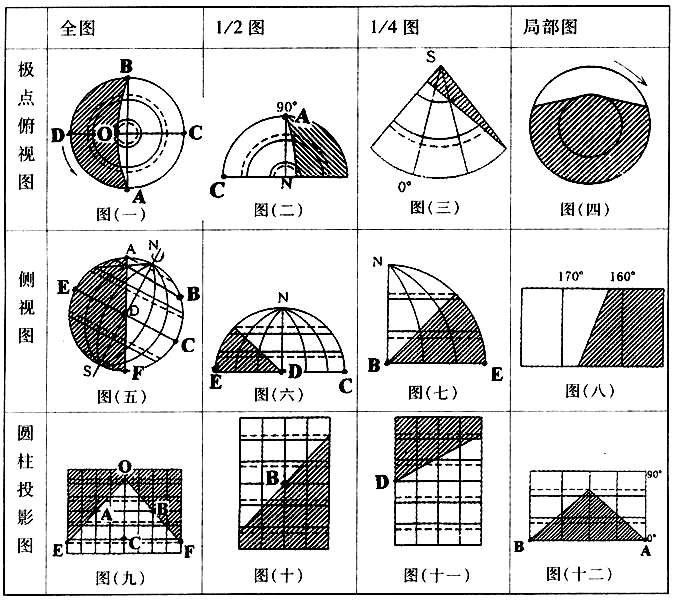 全图 1/2图 1/4图 局部图
极点俯视图
B
D O C
A
图(一)
90° A
C N
图(二)
S
0°
图(三)
图(四)
侧视图
A N
E B
D
C
S F
图(五)
N
E D C
图(六)
N
B E
图(七)
170° 160°
图(八)
圆柱投影图
O
A B
E C F
图(九)
B
图(十)
D
图(十一)
90°
B A 0°
图(十二)